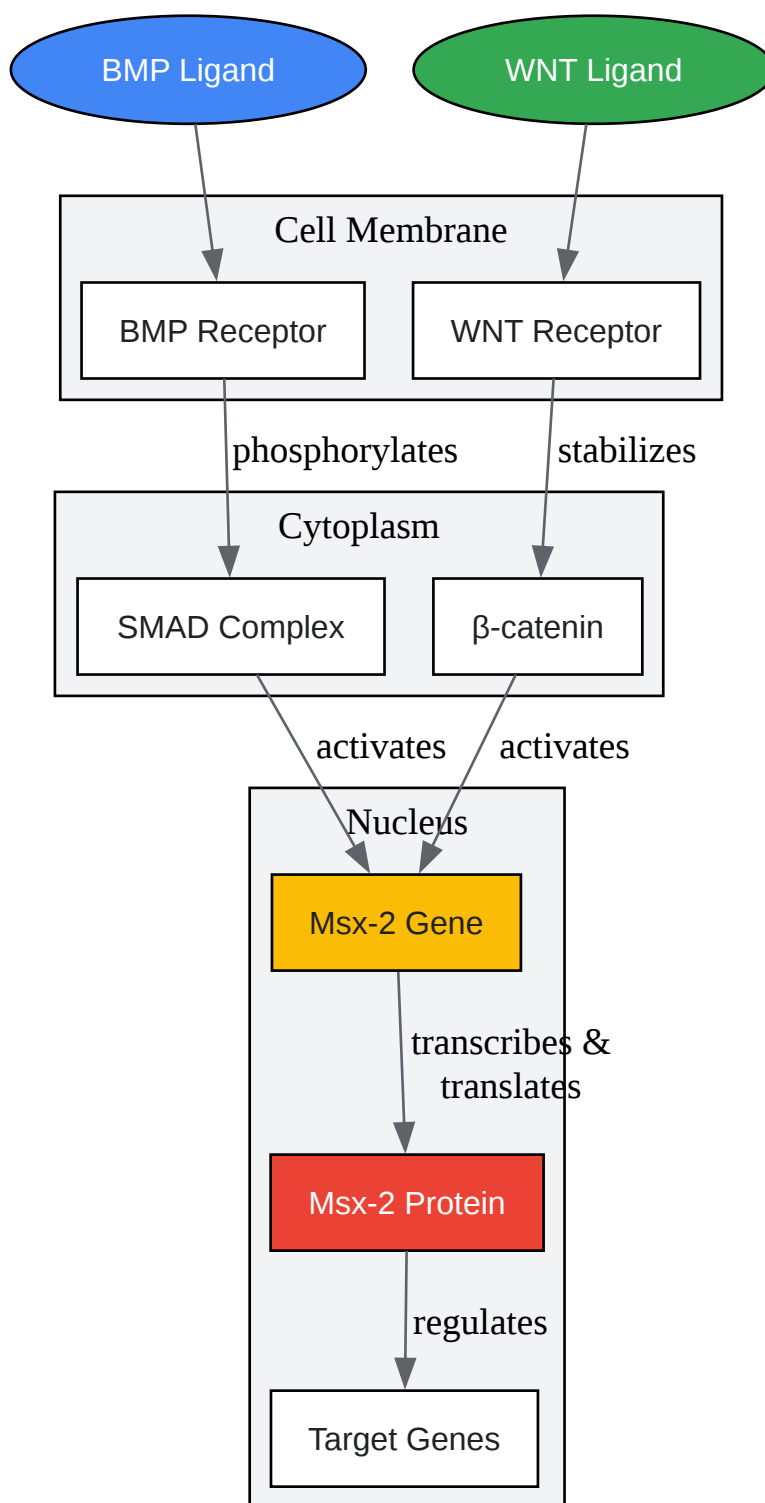 BMP Ligand
WNT Ligand
Cell Membrane
BMP Receptor
WNT Receptor
phosphorylates
stabilizes
Cytoplasm
SMAD Complex
β-catenin
activates
activates
Nucleus
Msx-2 Gene
transcribes &
translates
Msx-2 Protein
regulates
Target Genes